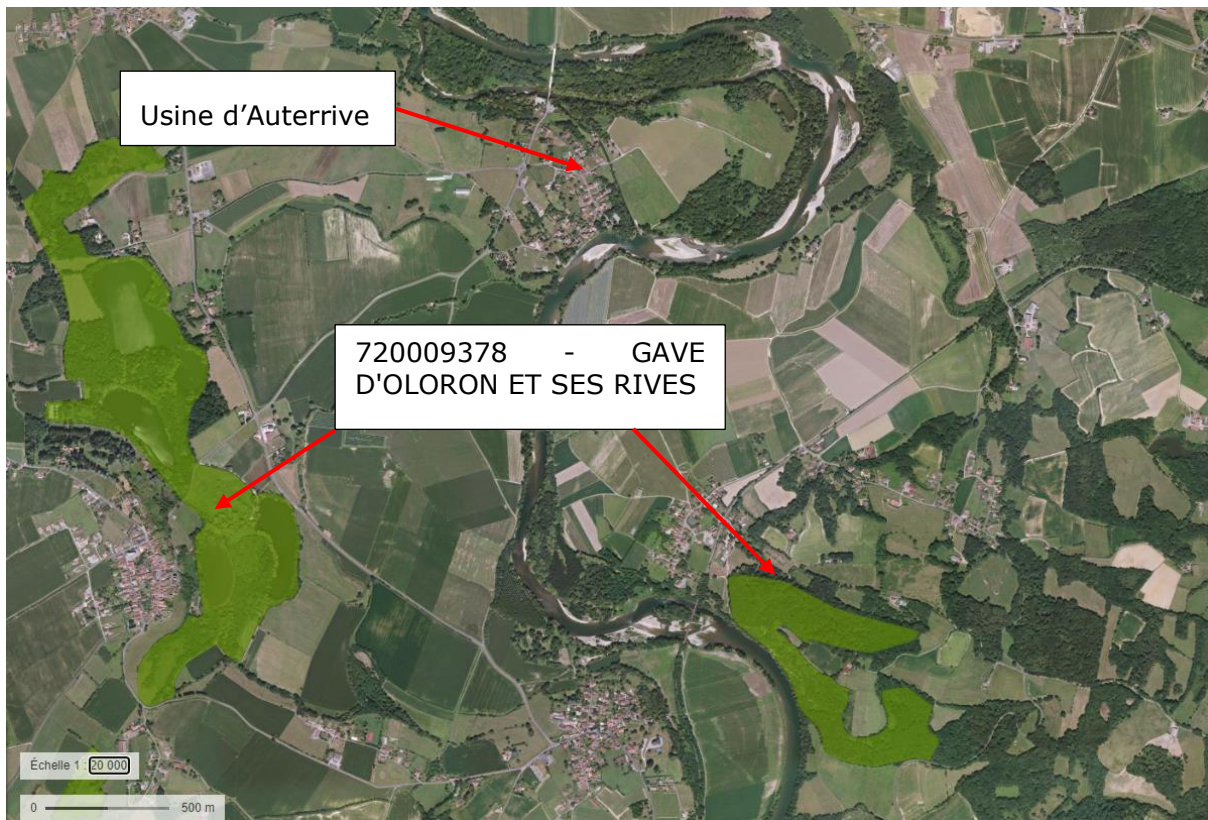 Usine d'Auterrive
720009378 - GAVE
D'OLORON ET SES RIVES
Échelle 1 : 20 000
0 500 m